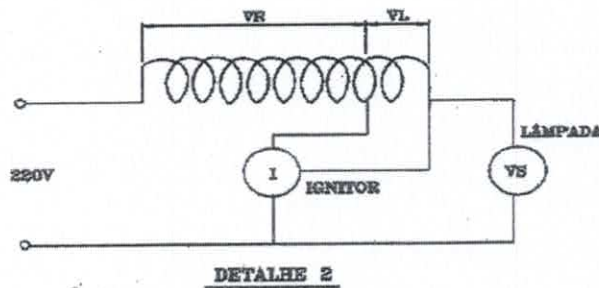 VR VL
LÂMPADA
220V
I
IGNITOR
VS
DETALHE 2